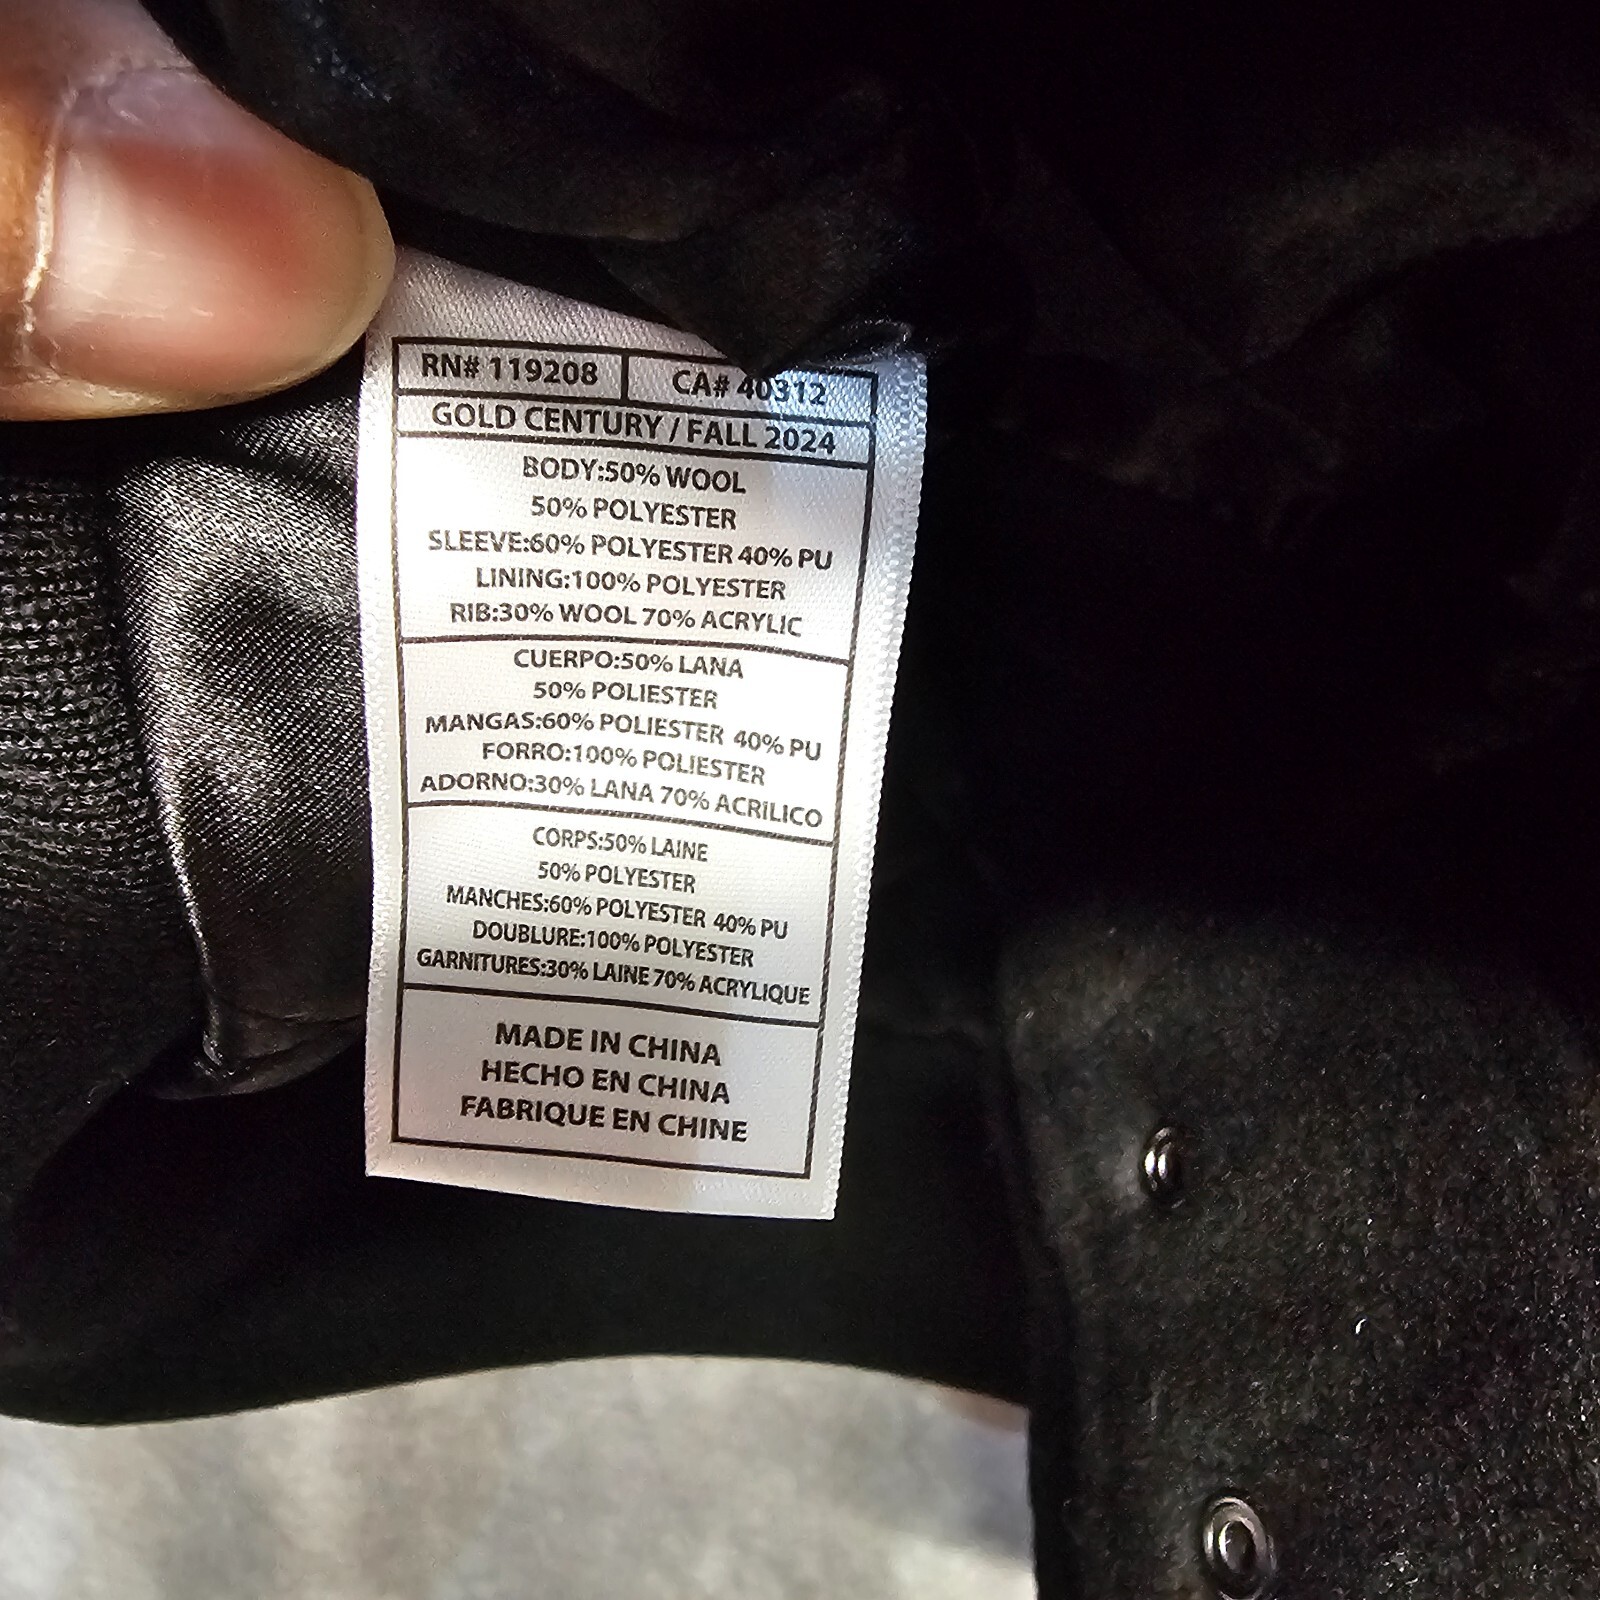 RN# 119208 CA# 40312
GOLD CENTURY / FALL 2024
BODY:50% WOOL
50% POLYESTER
SLEEVE:60% POLYESTER 40% PU
LINING:100% POLYESTER
RIB:30% WOOL 70% ACRYLIC
CUERPO:50% LANA
50% POLIESTER
MANGAS:60% POLIESTER 40% PU
FORRO:100% POLIESTER
ADORNO:30% LANA 70% ACRILICO
CORPS:50% LAINE
50% POLYESTER
MANCHES:60% POLYESTER 40% PU
DOUBLURE:100% POLYESTER
GARNITURES:30% LAINE 70% ACRYLIQUE
MADE IN CHINA
HECHO EN CHINA
FABRIQUE EN CHINE